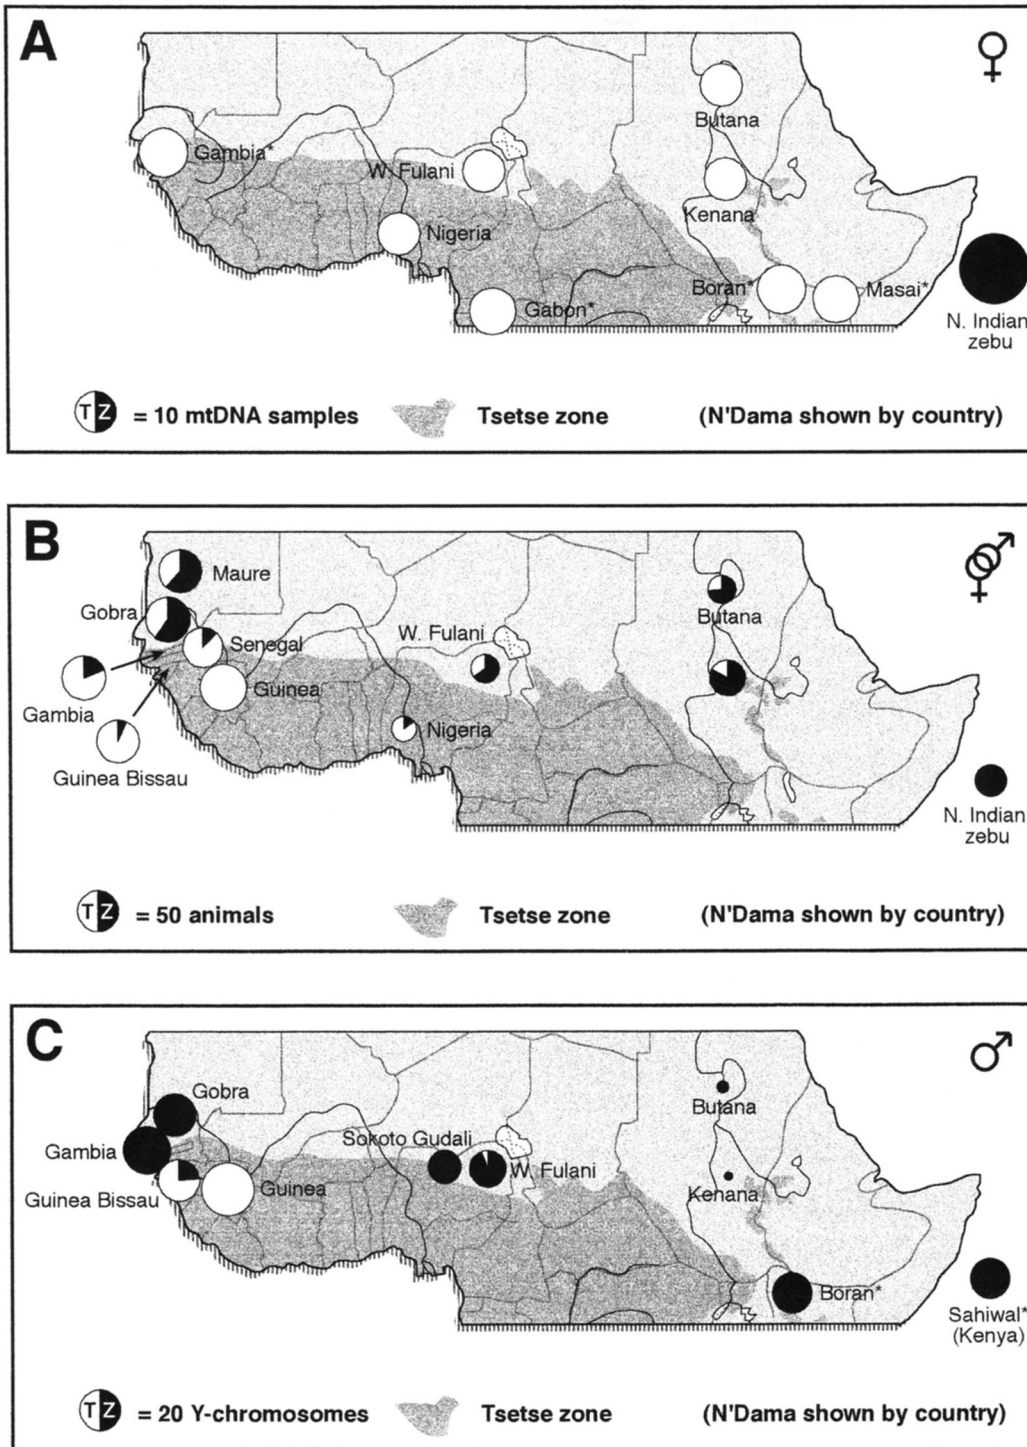 A
♀
Butana
Gambia*
W. Fulani
Kenana
Nigeria
Boran*
Masai*
Gabon*
N. Indian
zebu
TZ = 10 mtDNA samples
Tsetse zone
(N'Dama shown by country)
B
Maure
Gobra
Senegal
W. Fulani
Butana
Gambia
Guinea
Nigeria
Guinea Bissau
N. Indian
zebu
TZ = 50 animals
Tsetse zone
(N'Dama shown by country)
C
♂
Gobra
Butana
Gambia
Sokoto Gudali
W. Fulani
Kenana
Guinea Bissau
Guinea
Boran*
Sahiwal*
(Kenya)
TZ = 20 Y-chromosomes
Tsetse zone
(N'Dama shown by country)